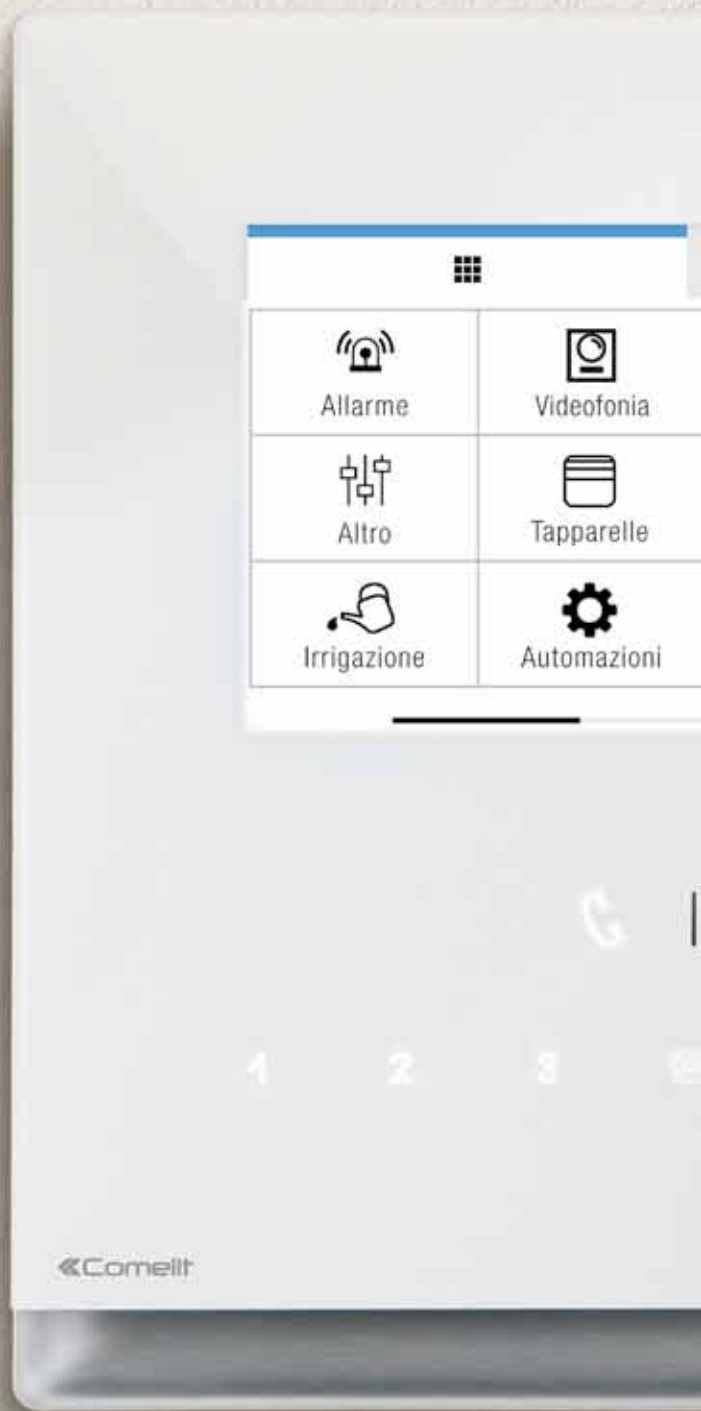 Allarme
Videofonia
Altro
Tapparelle
Irrigazione
Automazioni
1 2 3
Comelit